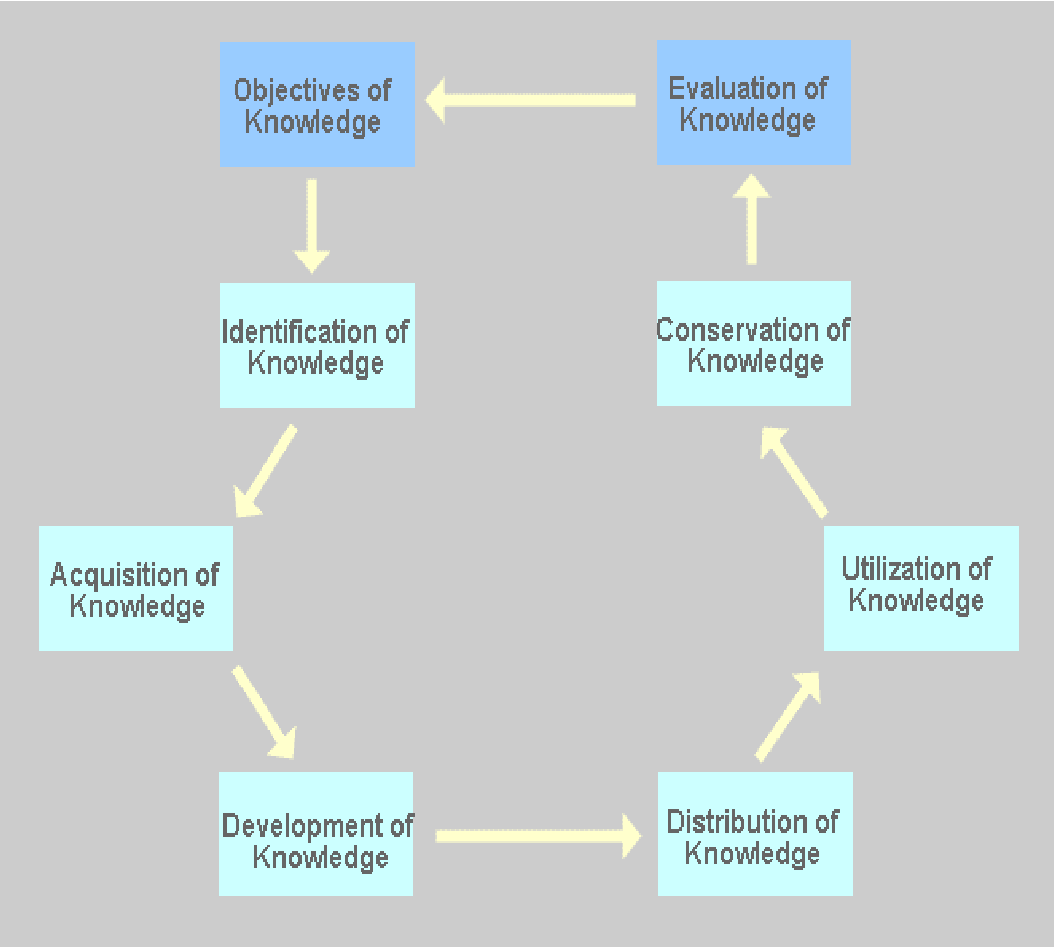 Objectives of
Knowledge
Evaluation of
Knowledge
Identification of
Knowledge
Conservation of
Knowledge
Acquisition of
Knowledge
Utilization of
Knowledge
Development of
Knowledge
Distribution of
Knowledge